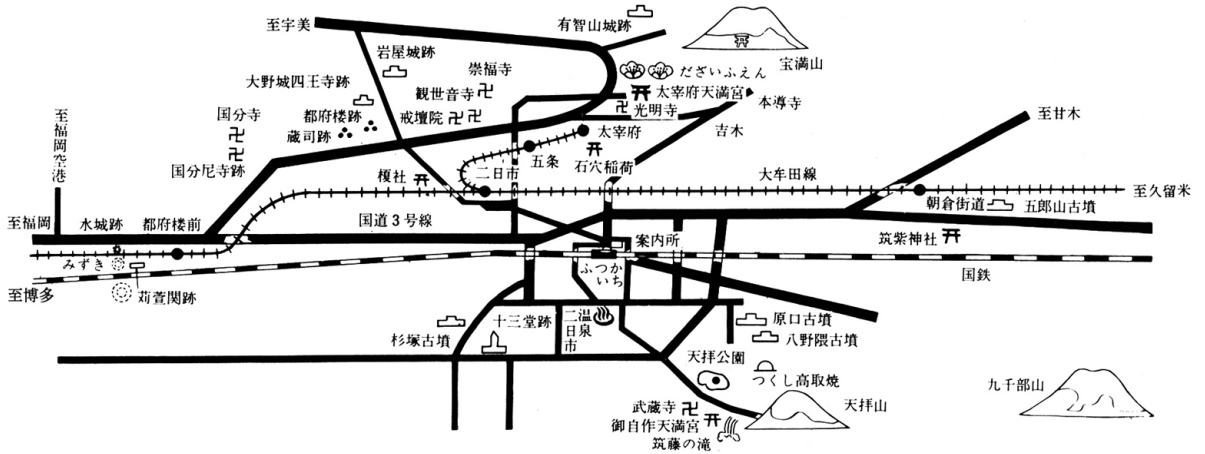 至宇美
有智山城跡
宝満山
岩屋城跡
大野城四王寺跡
崇福寺
観世音寺
だざいふえん
太宰府天満宮
本導寺
光明寺
国分寺
都府楼跡
戒壇院
蔵司跡
太宰府
吉木
至甘木
至福岡空港
国分尼寺跡
五条
石穴稲荷
榎社
二日市
大牟田線
至久留米
朝倉街道
五郎山古墳
至福岡
水城跡
都府楼前
国道3号線
案内所
筑紫神社
みずき
ふつか
いち
国鉄
至博多
苅萱関跡
杉塚古墳
十三堂跡
二日市
温泉
原口古墳
八野隈古墳
天拝公園
つくし高取焼
九千部山
武蔵寺
天拝山
御自作天満宮
筑藤の滝